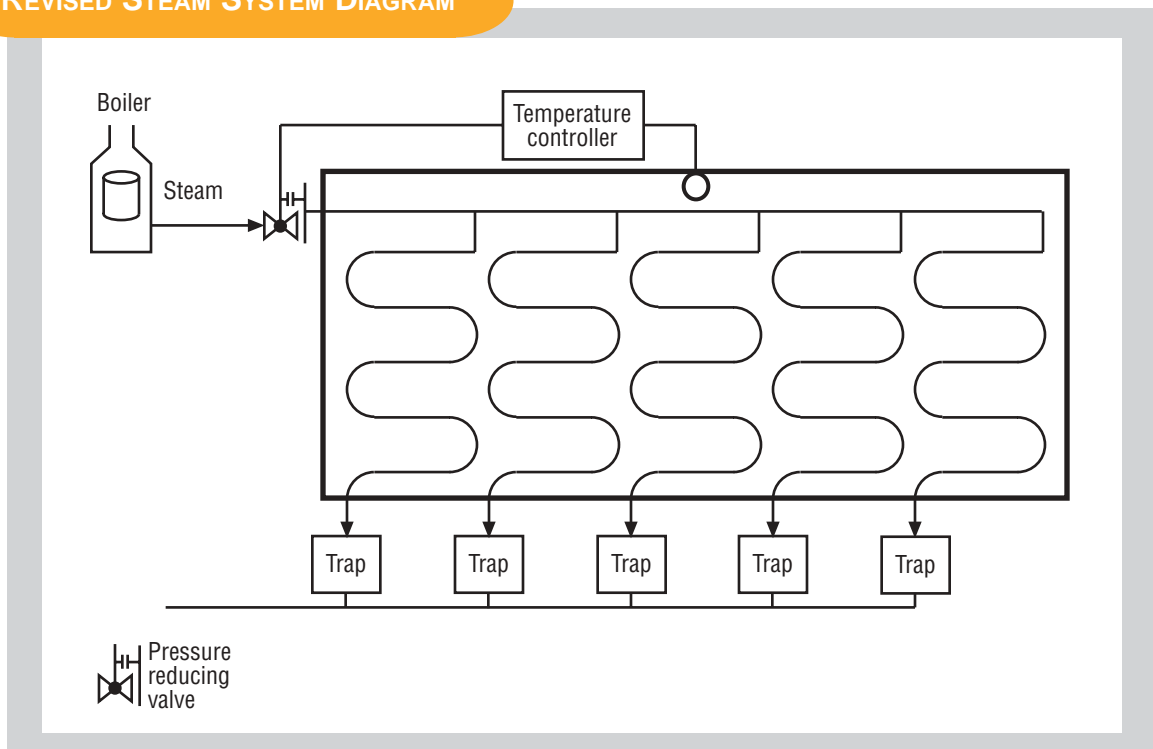 REVISED STEAM SYSTEM DIAGRAM
Boiler
Temperature
controller
Steam
Trap
Trap
Trap
Trap
Trap
Pressure
reducing
valve